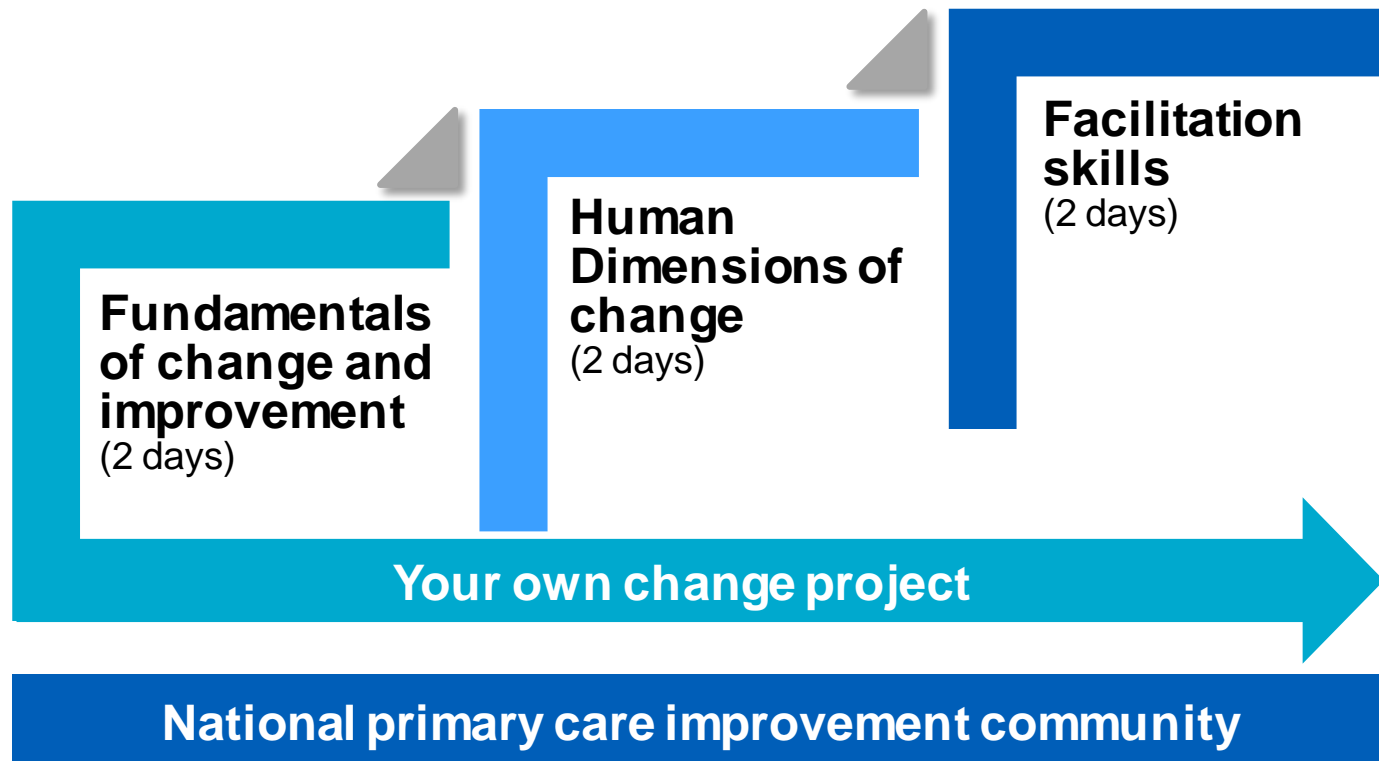 Fundamentals
of change and
improvement
(2 days)
Human
Dimensions of
change
(2 days)
Facilitation
skills
(2 days)
Your own change project
National primary care improvement community